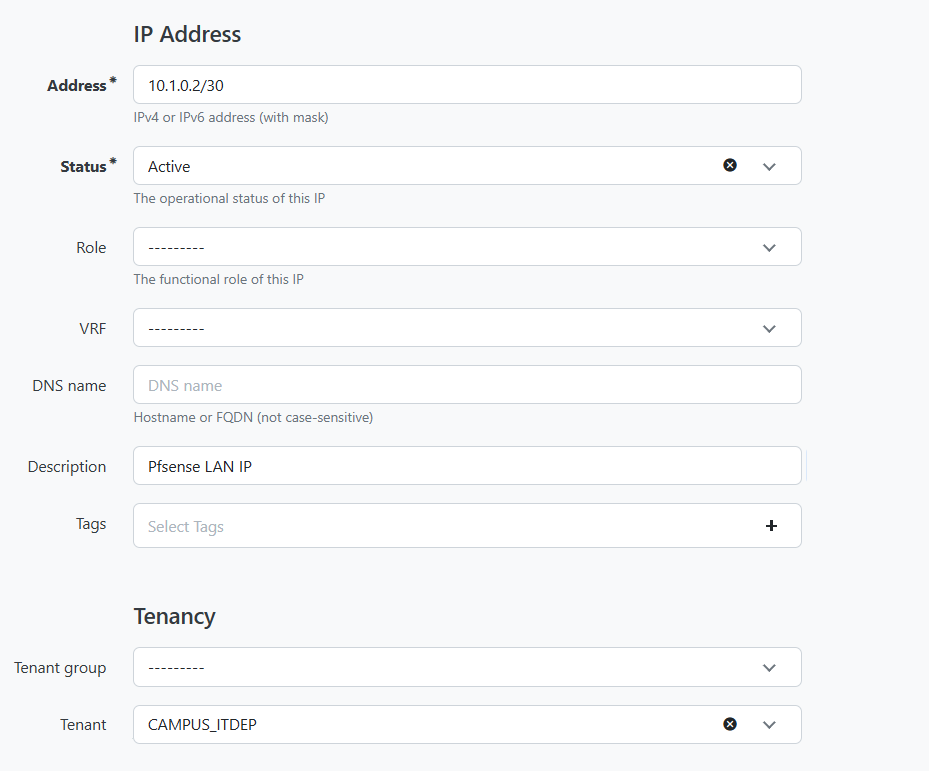 IP Address
Address*
10.1.0.2/30
IPv4 or IPv6 address (with mask)
Status*
Active
The operational status of this IP
Role
---------
The functional role of this IP
VRF
---------
DNS name
DNS name
Hostname or FQDN (not case-sensitive)
Description
Pfsense LAN IP
Tags
Select Tags
Tenancy
Tenant group
---------
Tenant
CAMPUS_ITDEP